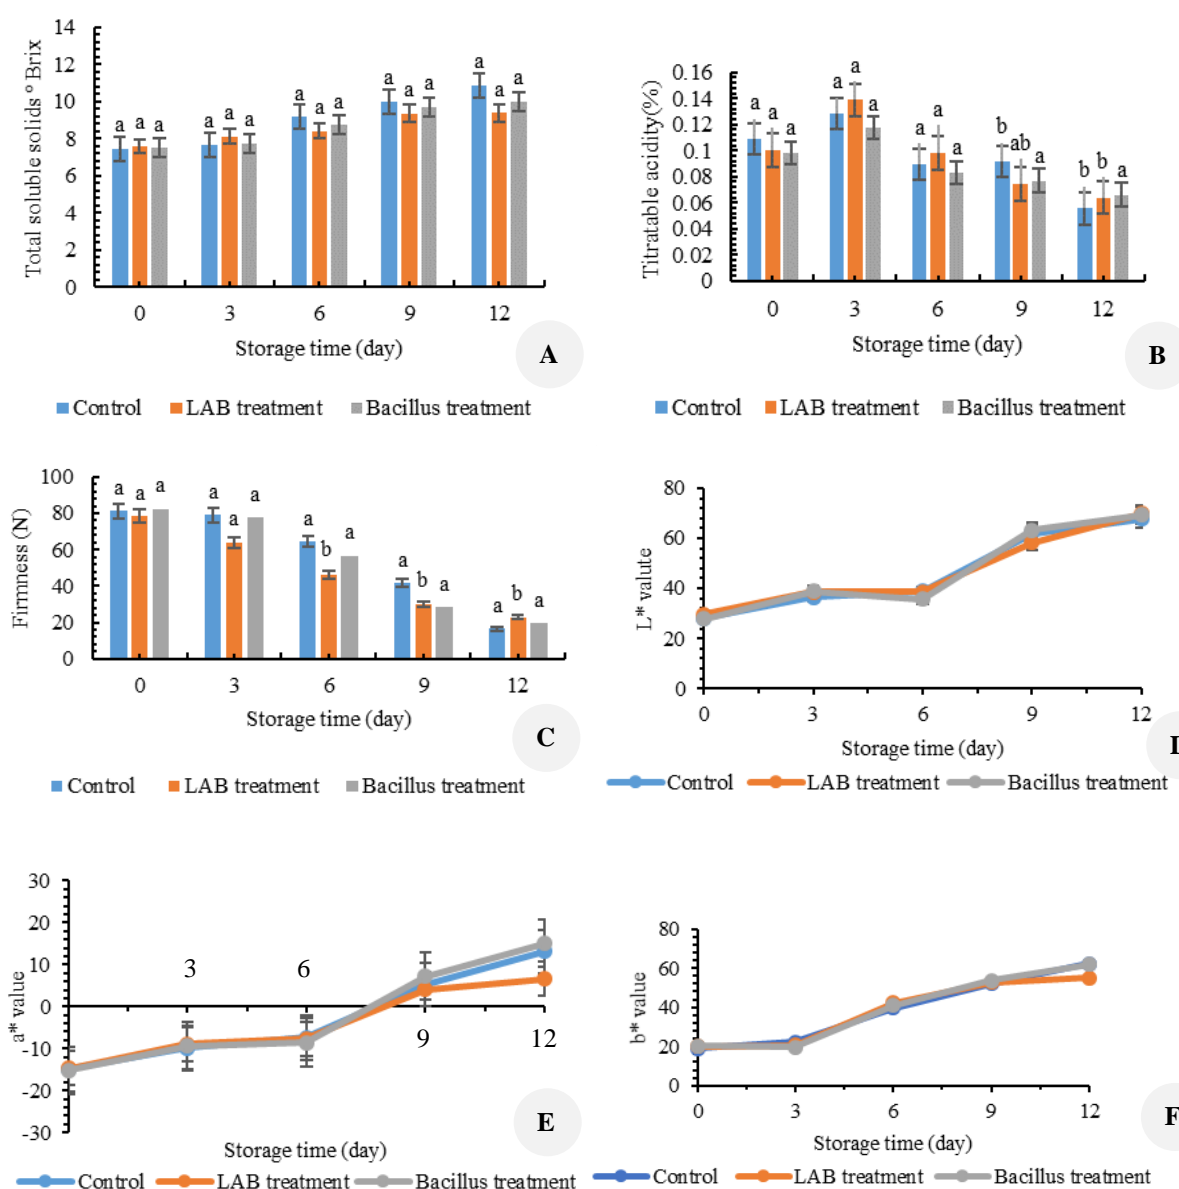 Total soluble solids ° Brix
14
12
10
8
6
4
2
0
a a a
a a a
a a a
a a a
a a a
0 3 6 9 12
Storage time (day)
A
Control LAB treatment Bacillus treatment
Titratable acidity(%)
0.16
0.14
0.12
0.1
0.08
0.06
0.04
0.02
0
a a a
a a a
a a a
b ab a
b b a
0 3 6 9 12
Storage time (day)
B
Control LAB treatment Bacillus treatment
Firmness (N)
100
80
60
40
20
0
a a a
a a a
a b a
a b a
a b a
0 3 6 9 12
Storage time (day)
C
Control LAB treatment Bacillus treatment
L* valute
80
60
40
20
0
0 3 6 9 12
Storage time (day)
Control LAB treatment Bacillus treatment
a* value
30
20
10
0
-10
-20
-30
3 6
9 12
Storage time (day)
E
Control LAB treatment Bacillus treatment
b* value
80
60
40
20
0
0 3 6 9 12
Storage time (day)
F
Control LAB treatment Bacillus treatment